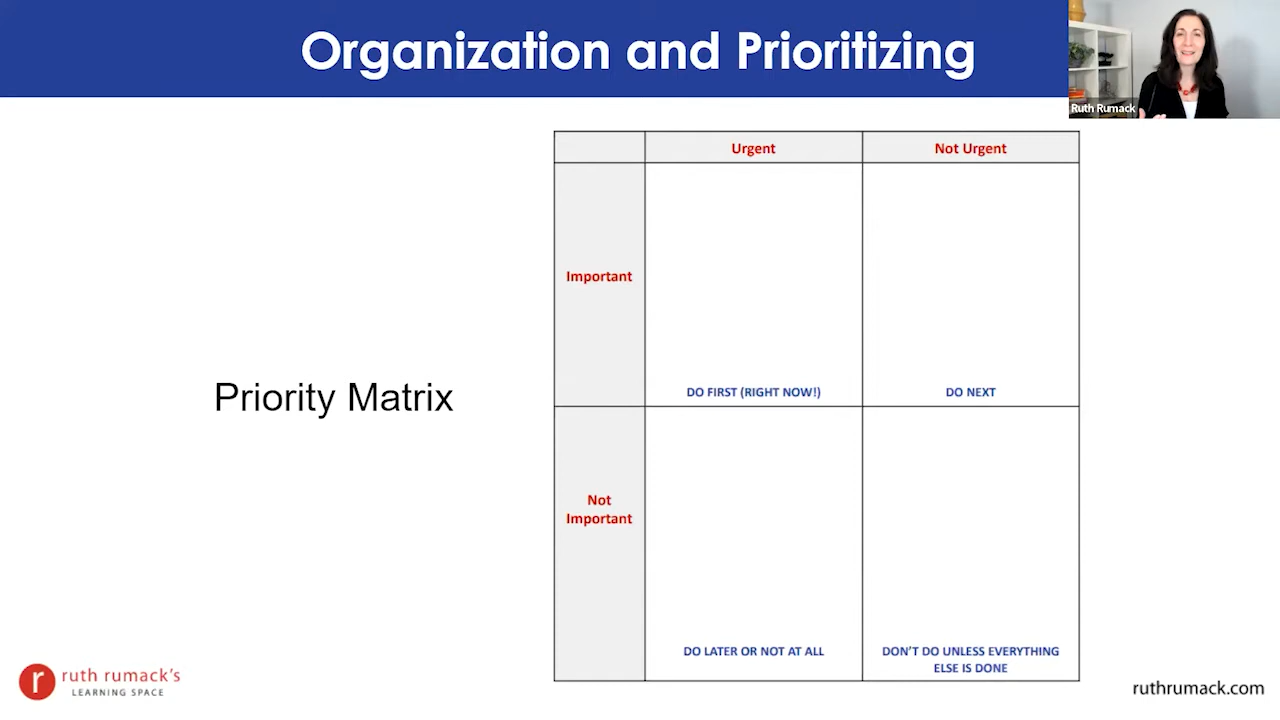 Organization and Prioritizing
Ruth Rumack
Urgent
Not Urgent
Important
DO FIRST (RIGHT NOW!)
DO NEXT
Priority Matrix
Not
Important
DO LATER OR NOT AT ALL
DON'T DO UNLESS EVERYTHING
ELSE IS DONE
r
ruth rumack's
LEARNING SPACE
ruthrumack.com